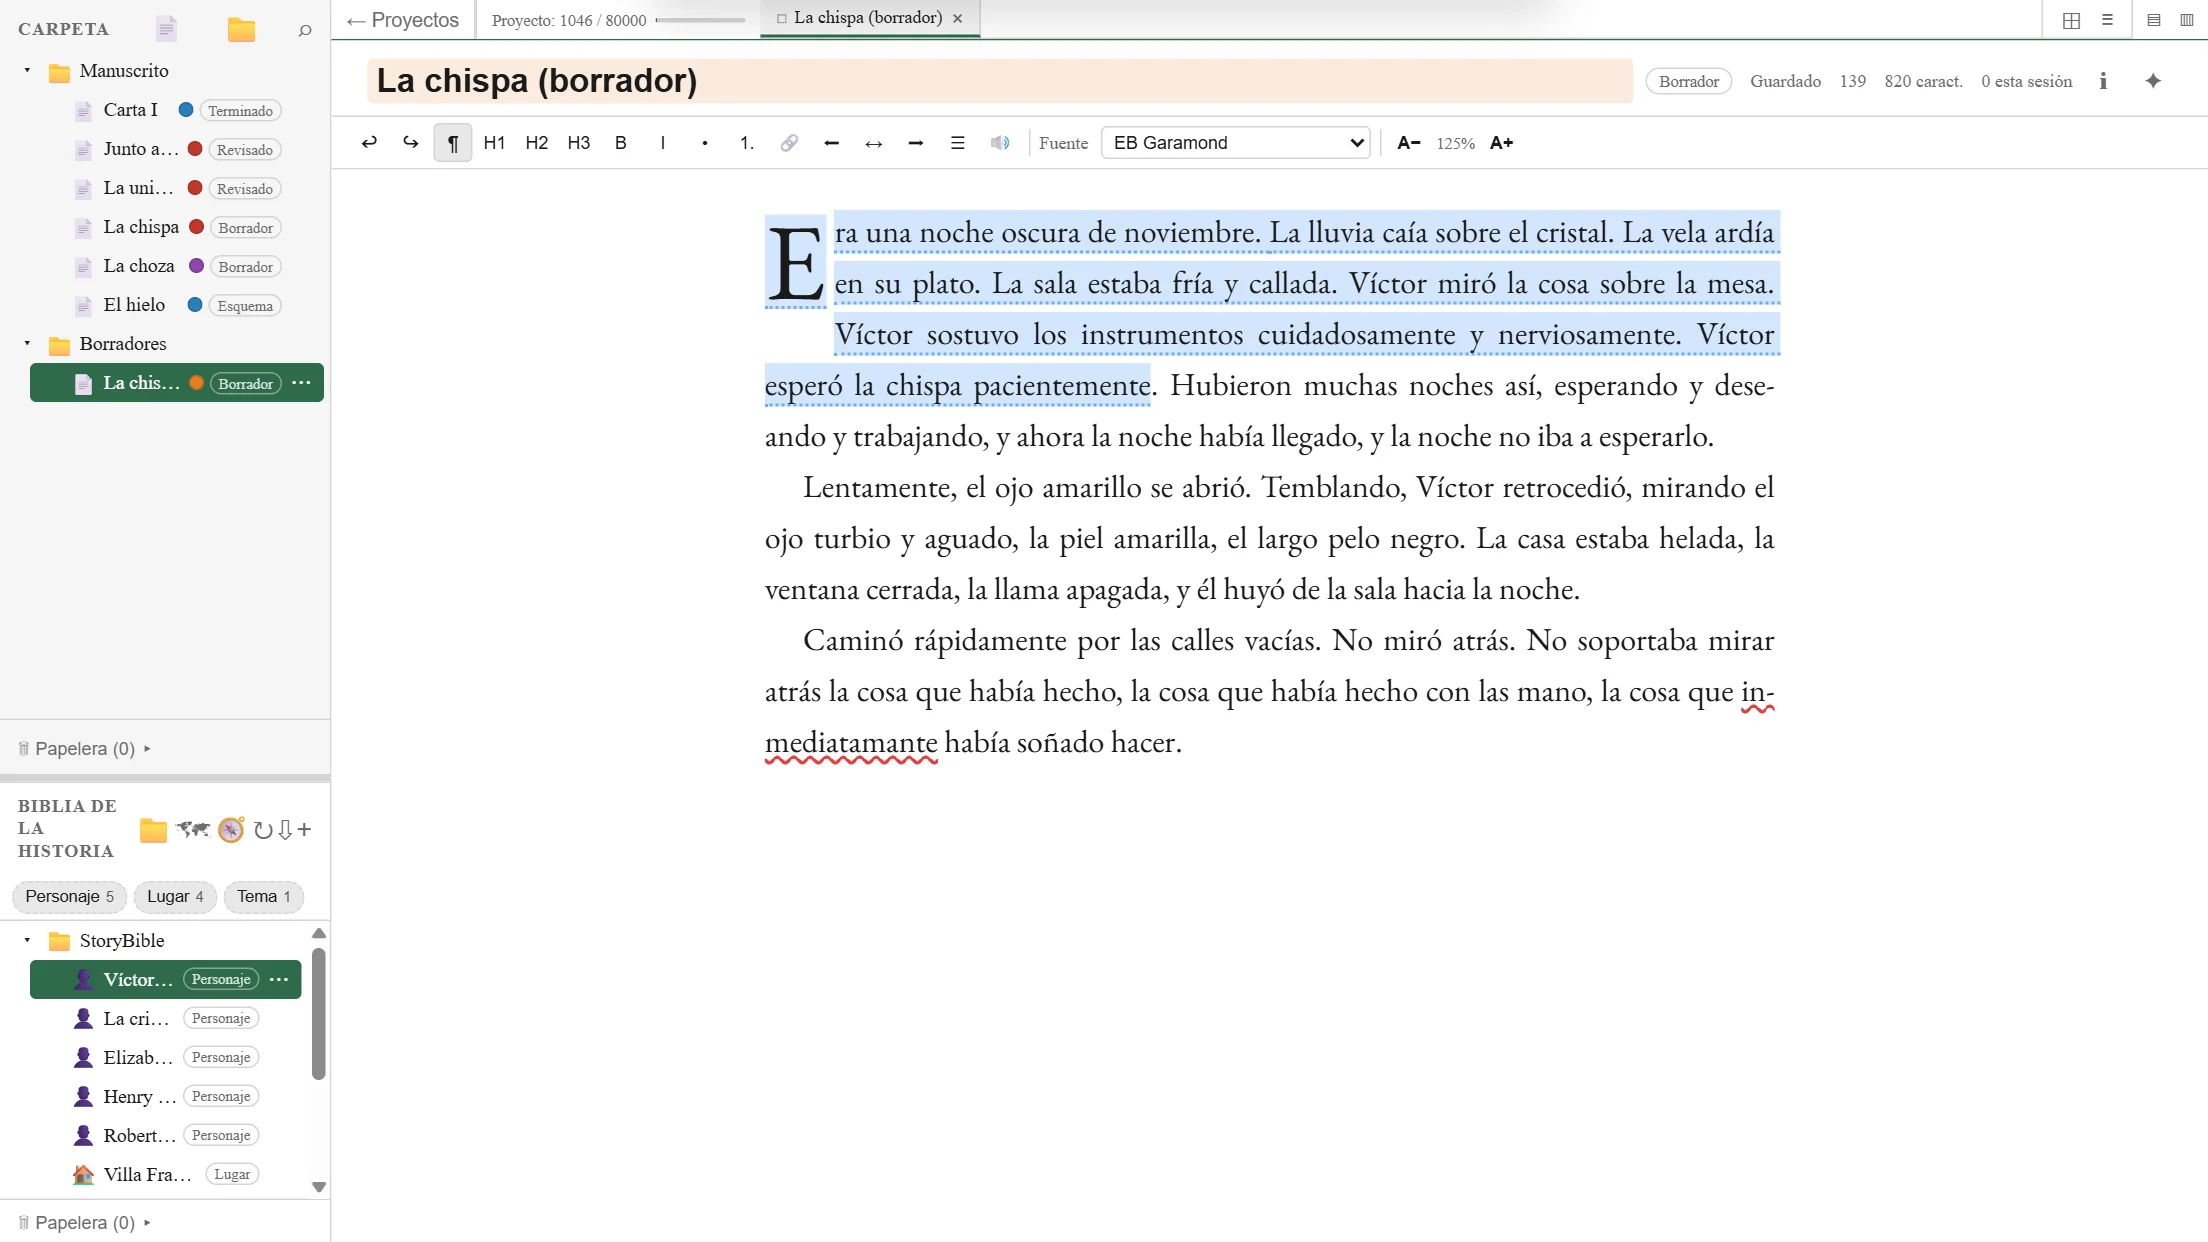 CARPETA
Manuscrito
Carta I Terminado
Junto a... Revisado
La uni... Revisado
La chispa Borrador
La choza Borrador
El hielo Esquema
Borradores
La chis... Borrador ...
Papelera (0)
BIBLIA DE
LA
HISTORIA
Personaje 5 Lugar 4 Tema 1
StoryBible
Víctor... Personaje ...
La cri... Personaje
Elizab... Personaje
Henry ... Personaje
Robert... Personaje
Villa Fra... Lugar
Papelera (0)
← Proyectos Proyecto: 1046 / 80000 La chispa (borrador) ×
La chispa (borrador) Borrador Guardado 139 820 caract. 0 esta sesión
¶ H1 H2 H3 B I • 1. Fuente EB Garamond A− 125% A+
Era una noche oscura de noviembre. La lluvia caía sobre el cristal. La vela ardía
en su plato. La sala estaba fría y callada. Víctor miró la cosa sobre la mesa.
Víctor sostuvo los instrumentos cuidadosamente y nerviosamente. Víctor
esperó la chispa pacientemente. Hubieron muchas noches así, esperando y dese-
ando y trabajando, y ahora la noche había llegado, y la noche no iba a esperarlo.
Lentamente, el ojo amarillo se abrió. Temblando, Víctor retrocedió, mirando el
ojo turbio y aguado, la piel amarilla, el largo pelo negro. La casa estaba helada, la
ventana cerrada, la llama apagada, y él huyó de la sala hacia la noche.
Caminó rápidamente por las calles vacías. No miró atrás. No soportaba mirar
atrás la cosa que había hecho, la cosa que había hecho con las mano, la cosa que in-
mediatamante había soñado hacer.